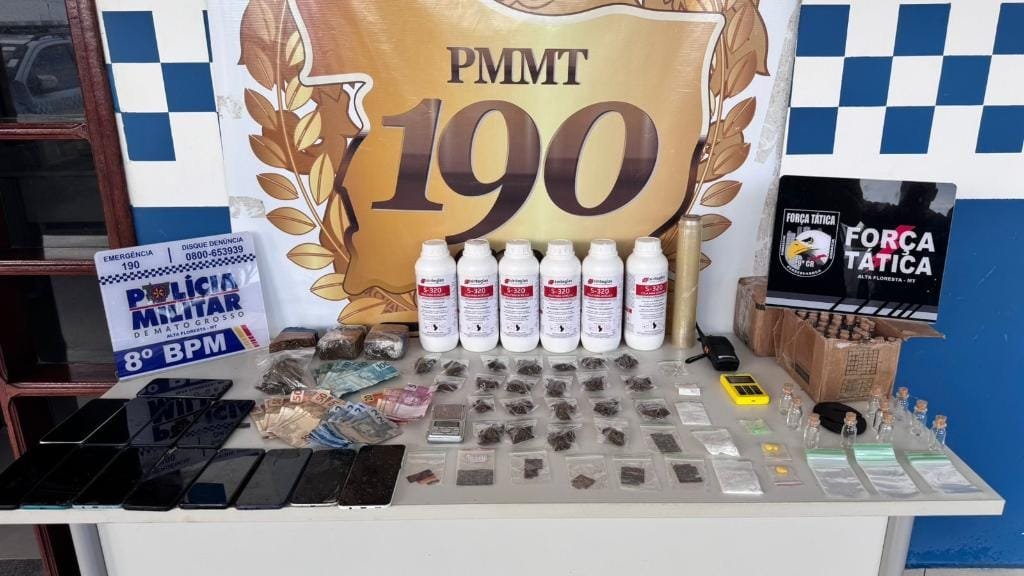 PMMT
190
EMERGÊNCIA
190
DISQUE DENÚNCIA
0800-653939
POLÍCIA
MILITAR
DE MATO GROSSO
ALTA FLORESTA - MT
8º BPM
S-320
S-320
S-320
S-320
S-320
S-320
FORÇA TÁTICA
FORÇA
TÁTICA
ALTA FLORESTA - MT